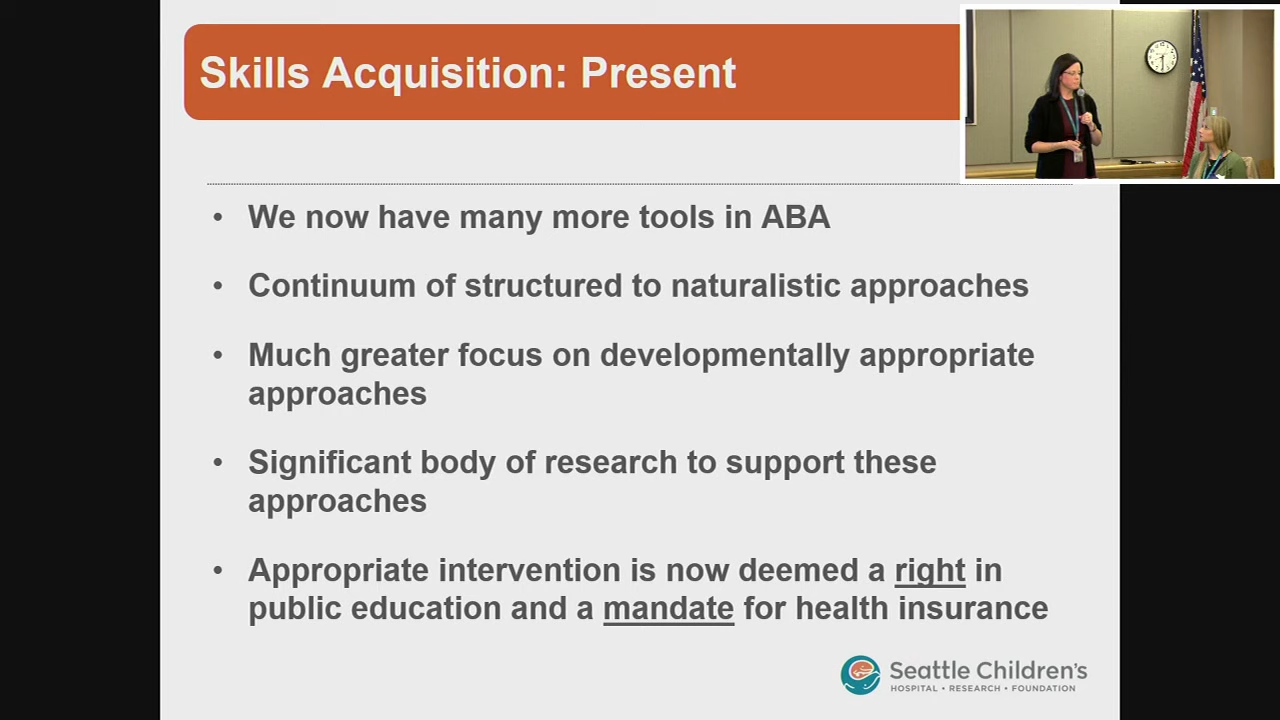 Skills Acquisition: Present
• We now have many more tools in ABA
• Continuum of structured to naturalistic approaches
• Much greater focus on developmentally appropriate
approaches
• Significant body of research to support these
approaches
• Appropriate intervention is now deemed a right in
public education and a mandate for health insurance
Seattle Children's
HOSPITAL • RESEARCH • FOUNDATION